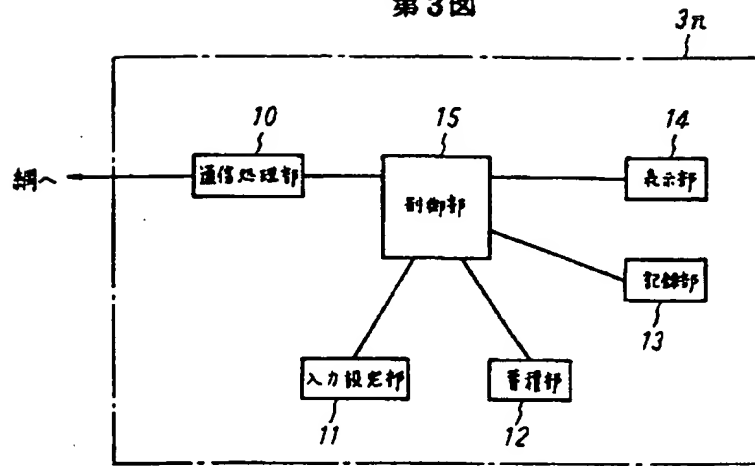 第3図
3n
10
15
14
網へ
通信処理部
制御部
表示部
記録部
13
入力設定部
蓄積部
11
12